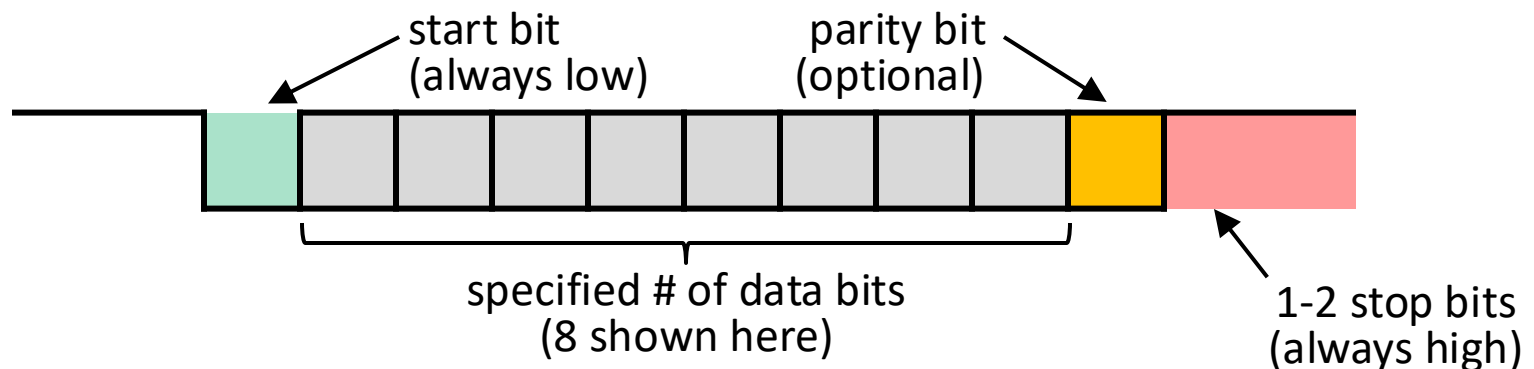 start bit
(always low)
parity bit
(optional)
specified # of data bits
(8 shown here)
1-2 stop bits
(always high)